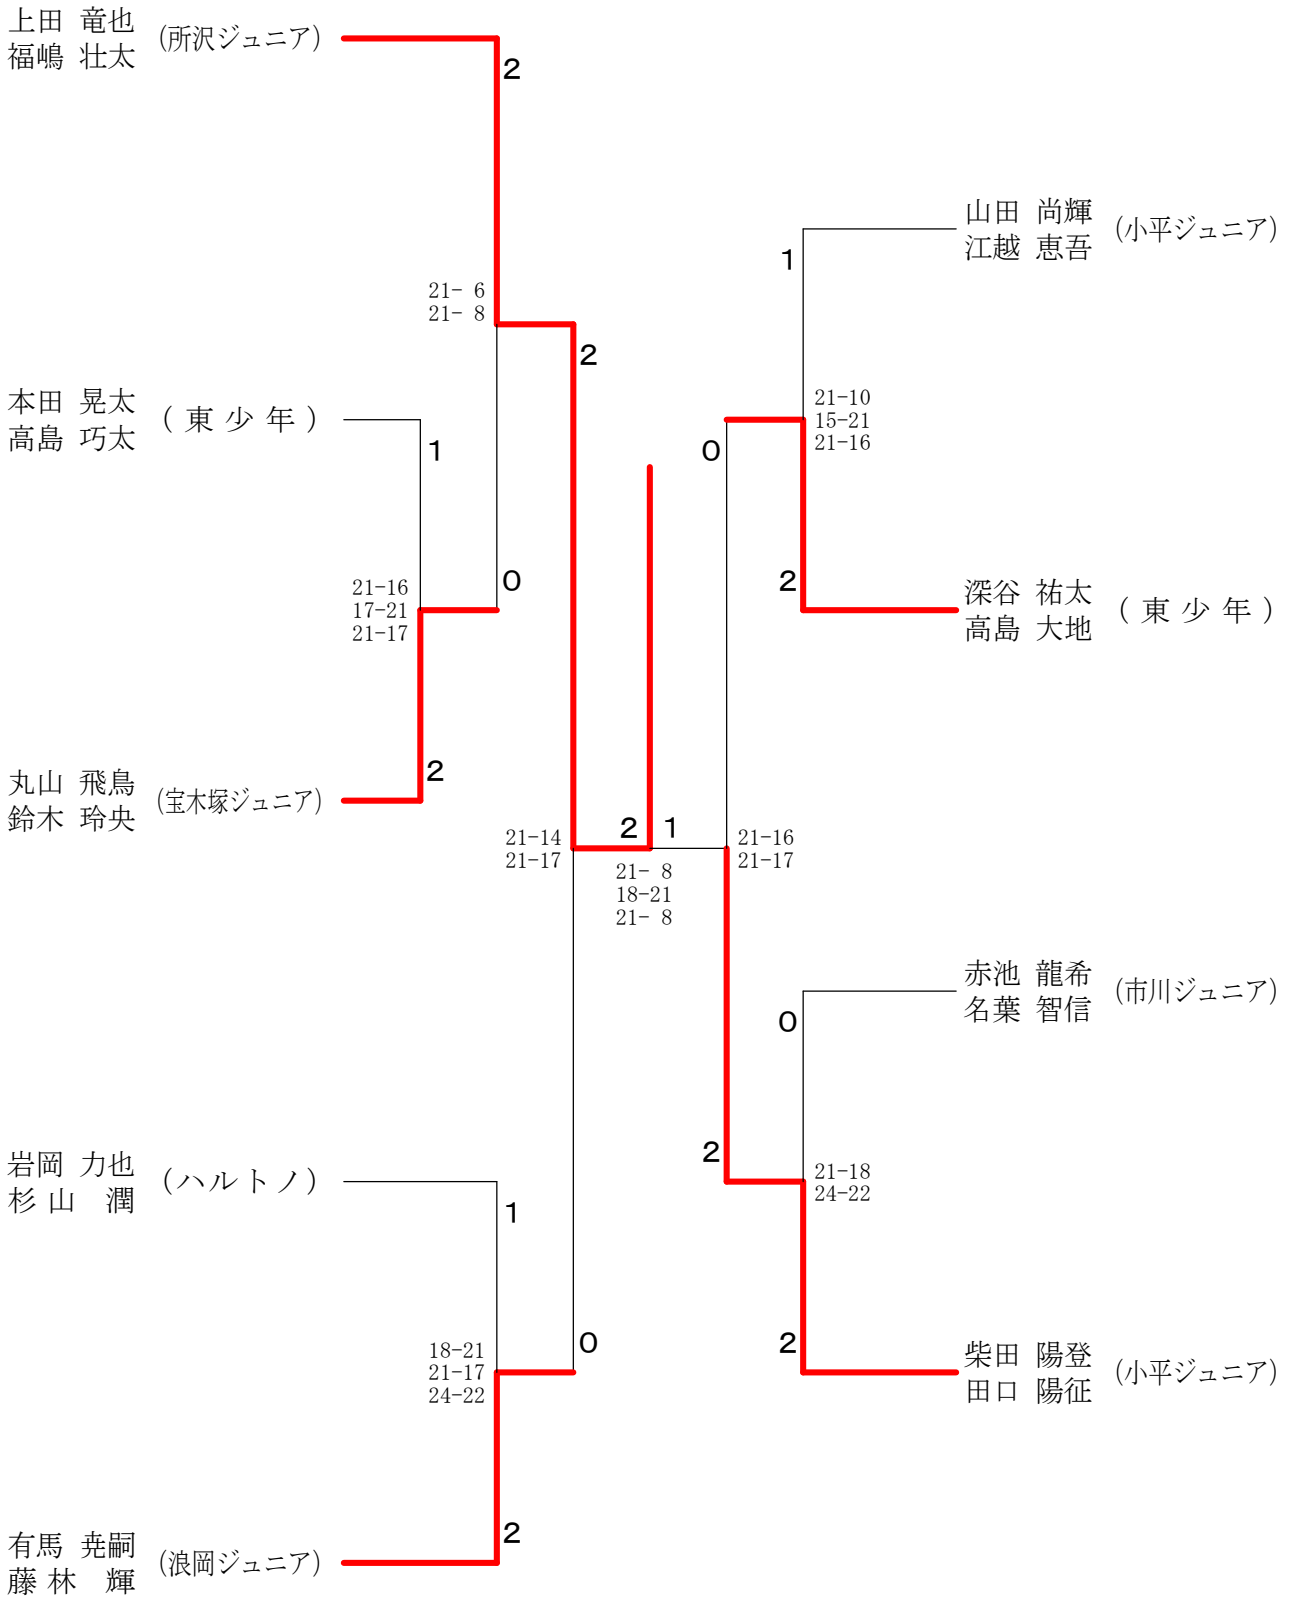 上田 竜也
福嶋 壮太
(所沢ジュニア)
2
21- 6
21- 8
2
本田 晃太
高島 巧太
(東少年)
1
0
21-16
17-21
21-17
丸山 飛鳥
鈴木 玲央
(宝木塚ジュニア)
2
21-14
21-17
2
1
21- 8
18-21
21- 8
岩岡 力也
杉山 潤
(ハルトノ)
1
0
18-21
21-17
24-22
有馬 尭嗣
藤林 輝
(浪岡ジュニア)
2
山田 尚輝
江越 恵吾
(小平ジュニア)
1
21-10
15-21
21-16
0
2
深谷 祐太
高島 大地
(東少年)
21-16
21-17
赤池 龍希
名葉 智信
(市川ジュニア)
0
2
21-18
24-22
2
柴田 陽登
田口 陽征
(小平ジュニア)